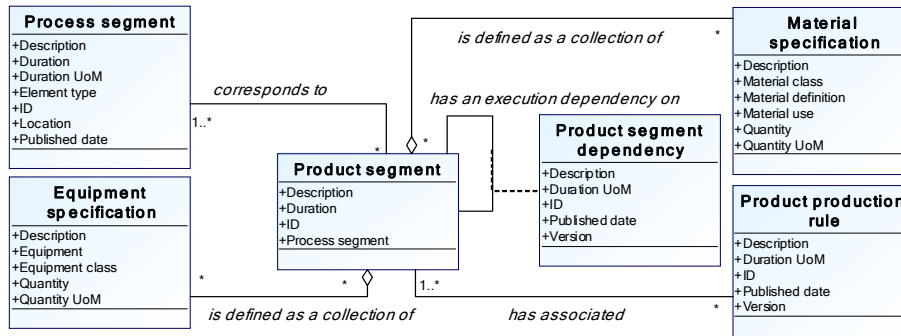 Process segment
+Description
+Duration
+Duration UoM
+Element type
+ID
+Location
+Published date
is defined as a collection of
*
*
Material
specification
+Description
+Material class
+Material definition
+Material use
+Quantity
+Quantity UoM
corresponds to
1..*
*
has an execution dependency on
Product segment
dependency
+Description
+Duration UoM
+ID
+Published date
+Version
Product segment
+Description
+Duration
+ID
+Process segment
Equipment
specification
+Description
+Equipment
+Equipment class
+Quantity
+Quantity UoM
Product production
rule
+Description
+Duration UoM
+ID
+Published date
+Version
*
*
is defined as a collection of
1..*
*
has associated